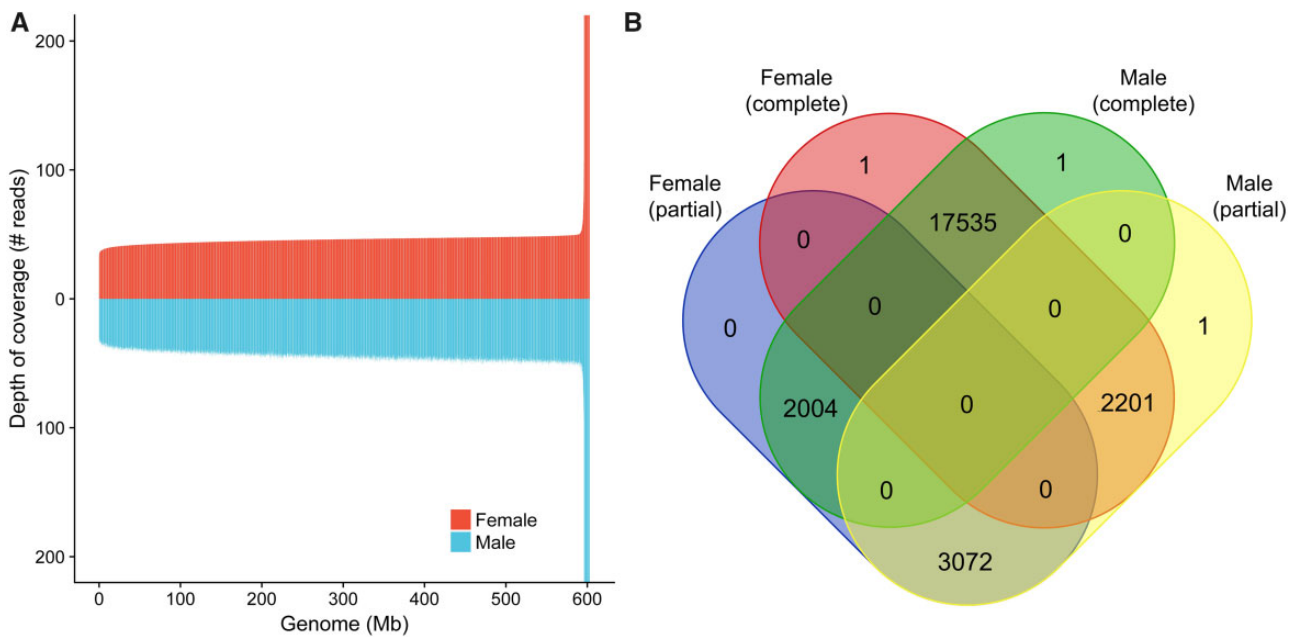 A
200
100
0
100
200
Depth of coverage (# reads)
0
100
200
300
400
500
600
Genome (Mb)
Female
Male
B
Female
(complete)
Male
(complete)
Female
(partial)
Male
(partial)
1
1
0
17535
0
0
0
0
1
2004
0
2201
0
0
3072